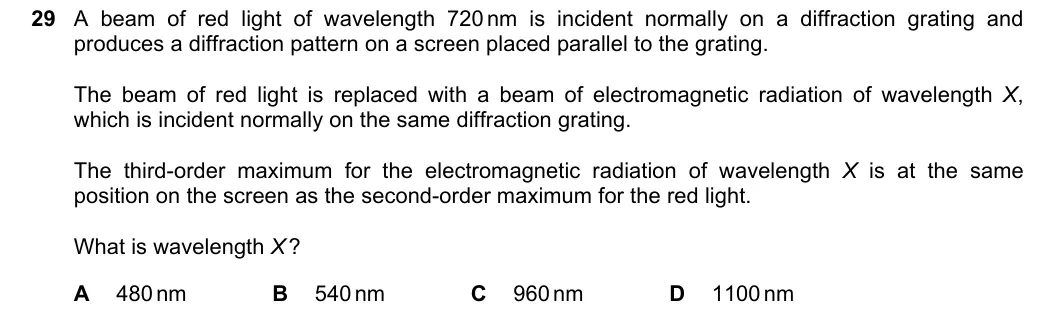 29 A beam of red light of wavelength 720 nm is incident normally on a diffraction grating and
produces a diffraction pattern on a screen placed parallel to the grating.
The beam of red light is replaced with a beam of electromagnetic radiation of wavelength X,
which is incident normally on the same diffraction grating.
The third-order maximum for the electromagnetic radiation of wavelength X is at the same
position on the screen as the second-order maximum for the red light.
What is wavelength X?
A 480 nm B 540 nm C 960 nm D 1100 nm